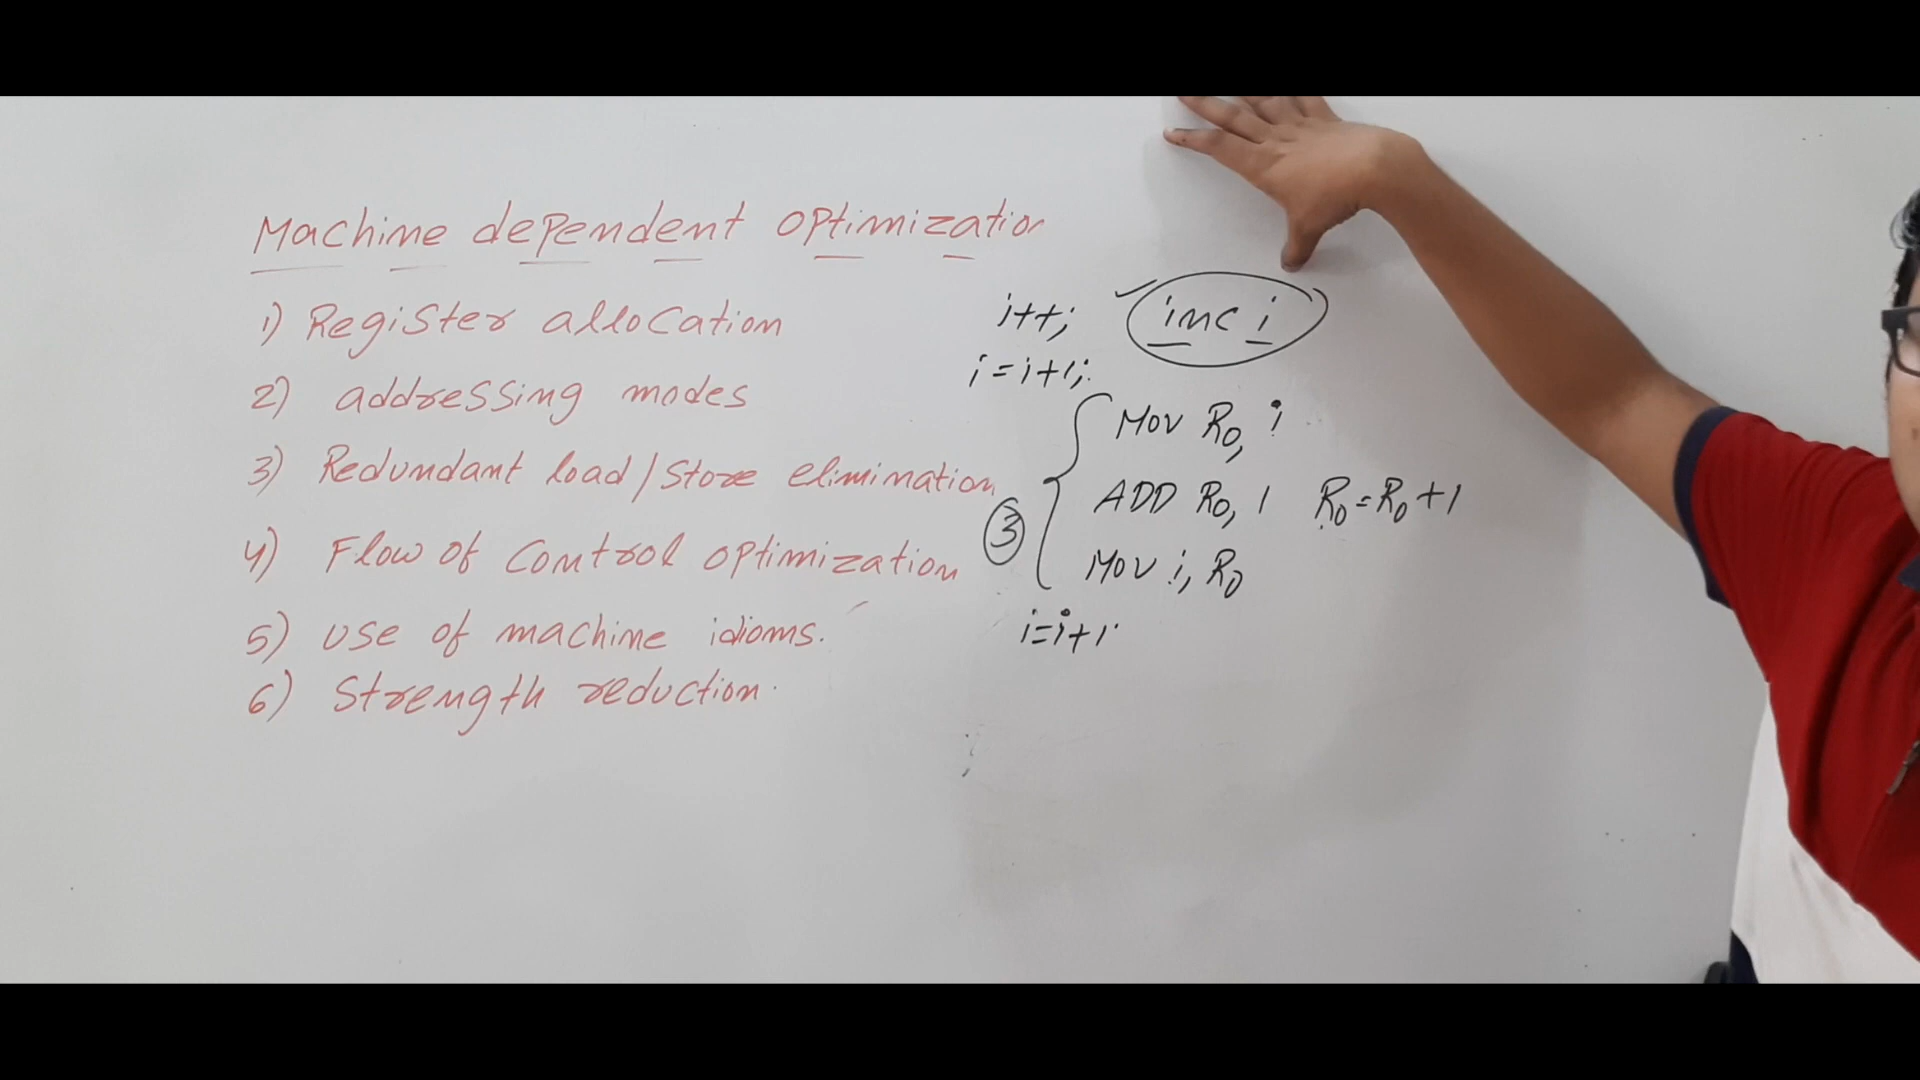 Machine dependent optimization
1) Register allocation
2) addressing modes
3) Redundant load/Store elimination
4) Flow of Control optimization
5) use of machine idioms.
6) Strength reduction.
i++; ✓ inc i
i=i+1;
Mov R0, i
③ ADD R0, 1 R0=R0+1
Mov i, R0
i=i+1